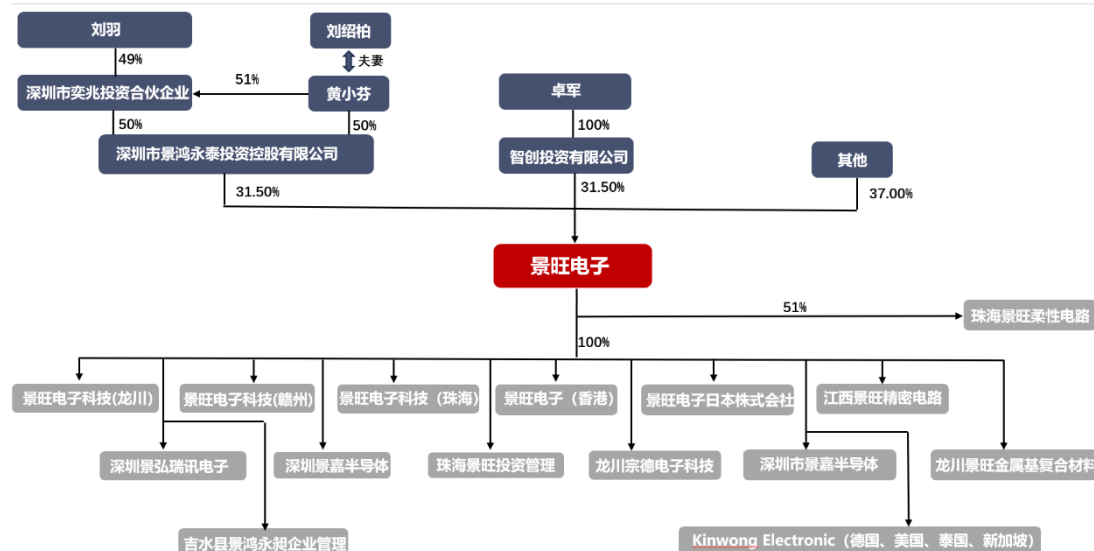 刘羽
刘绍柏
49%
夫妻
51%
深圳市奕兆投资合伙企业
黄小芬
卓军
50%
50%
100%
深圳市景鸿永泰投资控股有限公司
智创投资有限公司
其他
31.50%
31.50%
37.00%
景旺电子
51%
珠海景旺柔性电路
100%
景旺电子科技(龙川)
景旺电子科技(赣州)
景旺电子科技（珠海）
景旺电子（香港）
景旺电子日本株式会社
江西景旺精密电路
深圳景弘瑞讯电子
深圳景嘉半导体
珠海景旺投资管理
龙川宗德电子科技
深圳市景嘉半导体
龙川景旺金属基复合材料
吉水县景鸿永昶企业管理
Kinwong Electronic（德国、美国、泰国、新加坡）